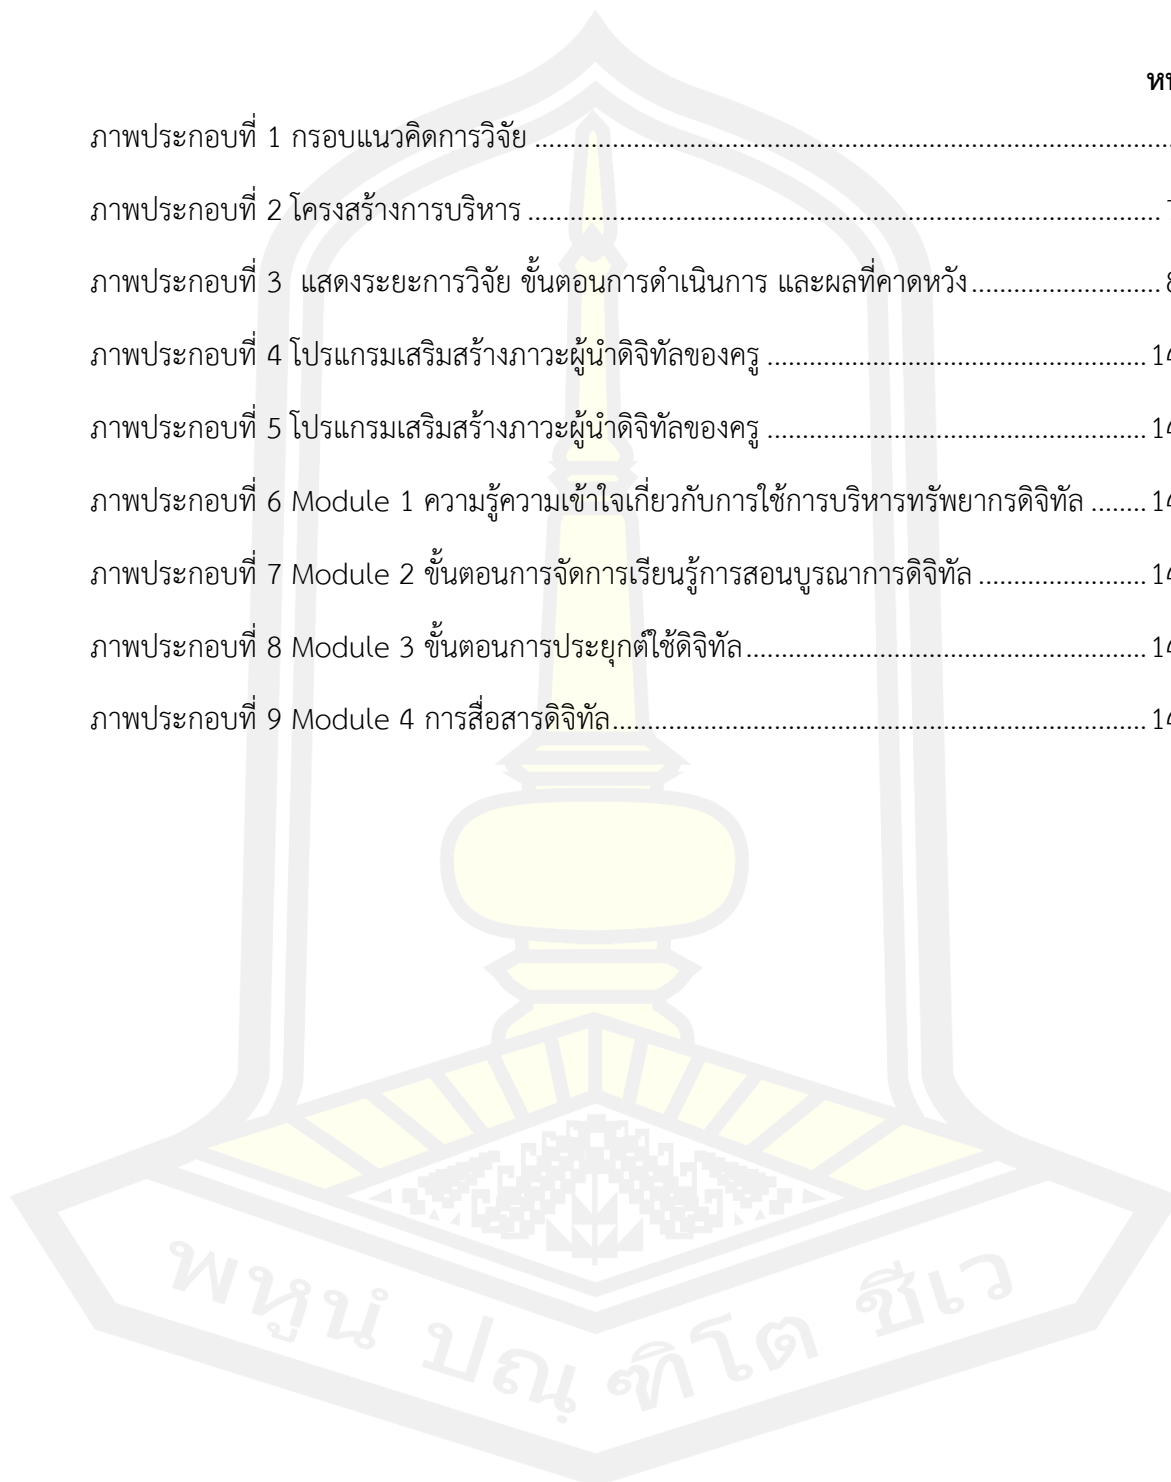 ภาพประกอบที่ 1 กรอบแนวคิดการวิจัย ........................................................................................
ภาพประกอบที่ 2 โครงสร้างการบริหาร ........................................................................................
ภาพประกอบที่ 3 แสดงระยะการวิจัย ขั้นตอนการดำเนินการ และผลที่คาดหวัง...........................
ภาพประกอบที่ 4 โปรแกรมเสริมสร้างภาวะผู้นำดิจิทัลของครู ..................................................... 14
ภาพประกอบที่ 5 โปรแกรมเสริมสร้างภาวะผู้นำดิจิทัลของครู ..................................................... 14
ภาพประกอบที่ 6 Module 1 ความรู้ความเข้าใจเกี่ยวกับการใช้การบริหารทรัพยากรดิจิทัล ........ 14
ภาพประกอบที่ 7 Module 2 ขั้นตอนการจัดการเรียนรู้การสอนบูรณาการดิจิทัล ........................ 14
ภาพประกอบที่ 8 Module 3 ขั้นตอนการประยุกต์ใช้ดิจิทัล......................................................... 14
ภาพประกอบที่ 9 Module 4 การสื่อสารดิจิทัล........................................................................... 14
พหูนํ ปณฺฑิโต ชีเว